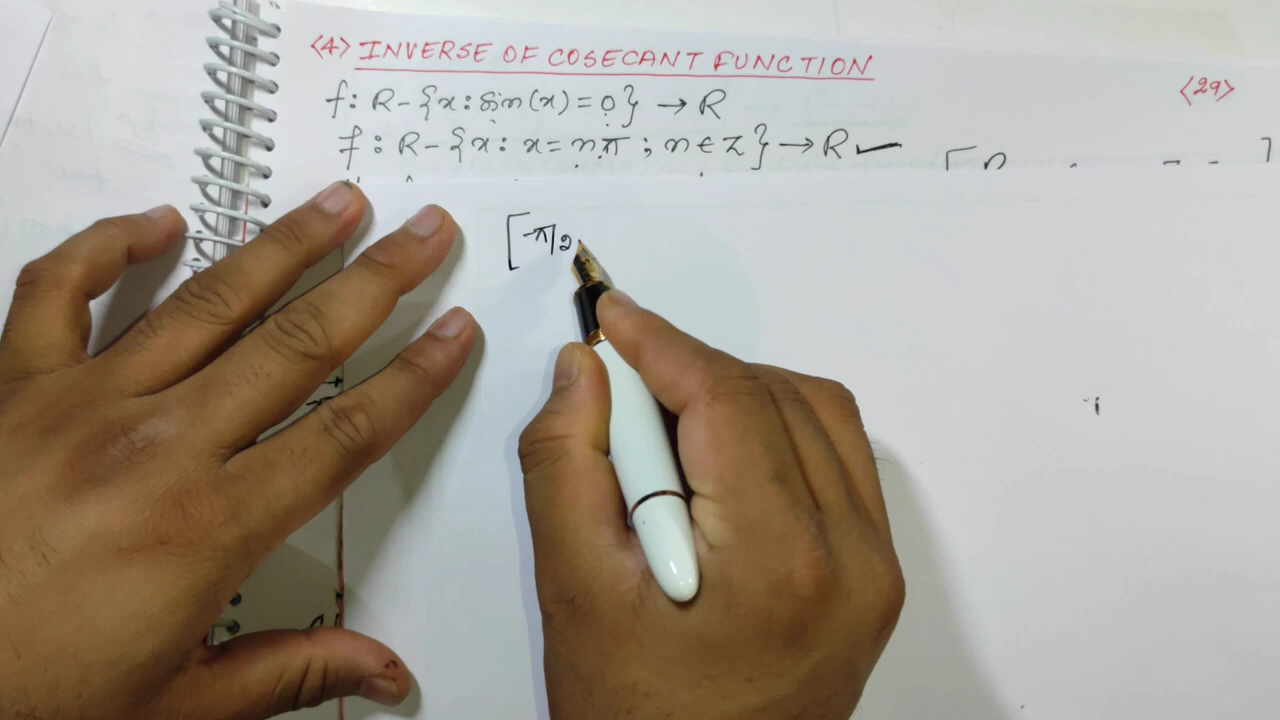 <4> INVERSE OF COSECANT FUNCTION
<29>
f: R-{x: sin(x)=0} → R
f: R-{x: x=nπ; n∈Z} → R ✓
[-π/2